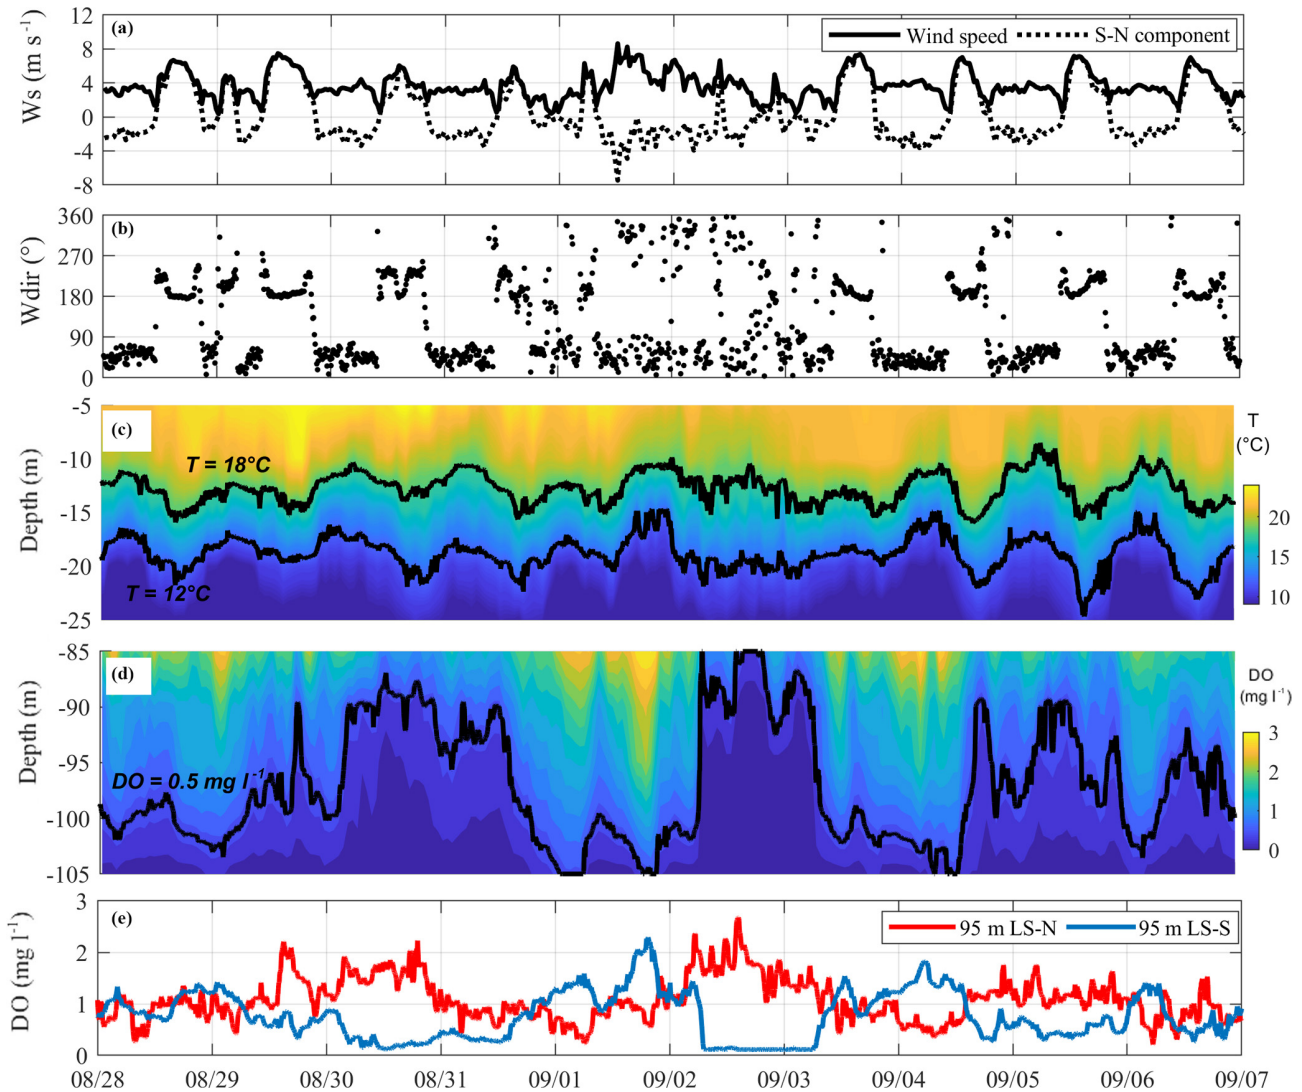 (a)
Wind speed
S-N component
Ws (m s⁻¹)
12
8
4
0
-4
-8
(b)
Wdir (°)
360
270
180
90
0
(c)
T = 18°C
T = 12°C
Depth (m)
-5
-10
-15
-20
-25
T
(°C)
20
15
10
(d)
DO = 0.5 mg l⁻¹
Depth (m)
-85
-90
-95
-100
-105
DO
(mg l⁻¹)
3
2
1
0
(e)
95 m LS-N
95 m LS-S
DO (mg l⁻¹)
3
2
1
0
08/28 08/29 08/30 08/31 09/01 09/02 09/03 09/04 09/05 09/06 09/07